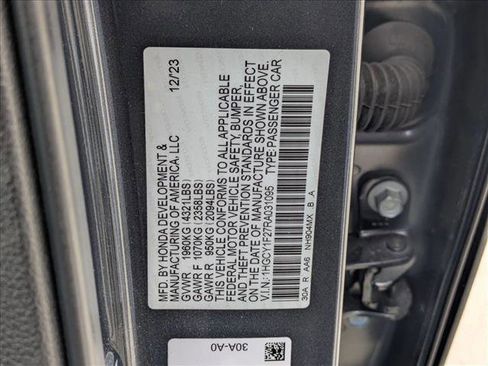 MFD. BY HONDA DEVELOPMENT &
MANUFACTURING OF AMERICA, LLC 12/23
GVWR 1960KG (4321LBS)
GAWR F 1070KG (2358LBS)
GAWR R 950KG (2094LBS)
THIS VEHICLE CONFORMS TO ALL APPLICABLE
FEDERAL MOTOR VEHICLE SAFETY, BUMPER,
AND THEFT PREVENTION STANDARDS IN EFFECT
ON THE DATE OF MANUFACTURE SHOWN ABOVE.
V.I.N.: 1HGCY1F27RA031095 TYPE:PASSENGER CAR
30A R AA6 NH904MX B A
30A-A0